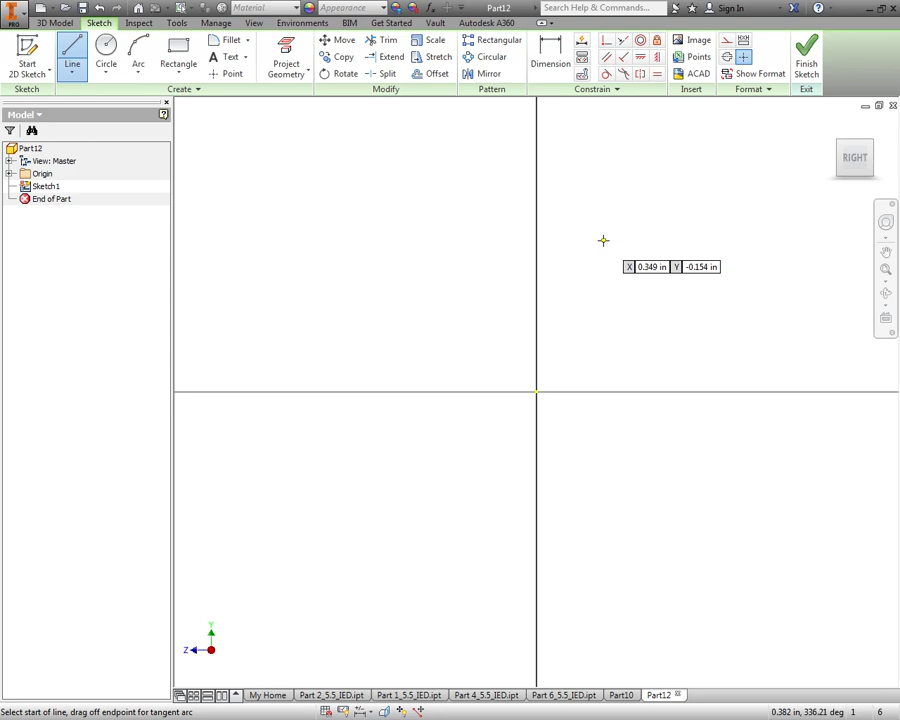 Material Appearance fx Part12 Search Help & Commands... Sign In
PRO 3D Model Sketch Inspect Tools Manage View Environments BIM Get Started Vault Autodesk A360
Start 2D Sketch Line Circle Arc Rectangle Fillet Text Point Project Geometry Move Copy Rotate Trim Extend Split Scale Stretch Offset Rectangular Circular Mirror Dimension Image Points ACAD Show Format Finish Sketch
Sketch Create Modify Pattern Constrain Insert Format Exit
Model
Part12
View: Master
Origin
Sketch1
End of Part
RIGHT
X 0.349 in Y -0.154 in
Y
Z
My Home Part 2_5.5_IED.ipt Part 1_5.5_IED.ipt Part 4_5.5_IED.ipt Part 6_5.5_IED.ipt Part10 Part12
Select start of line, drag off endpoint for tangent arc 0.382 in, 336.21 deg 1 6